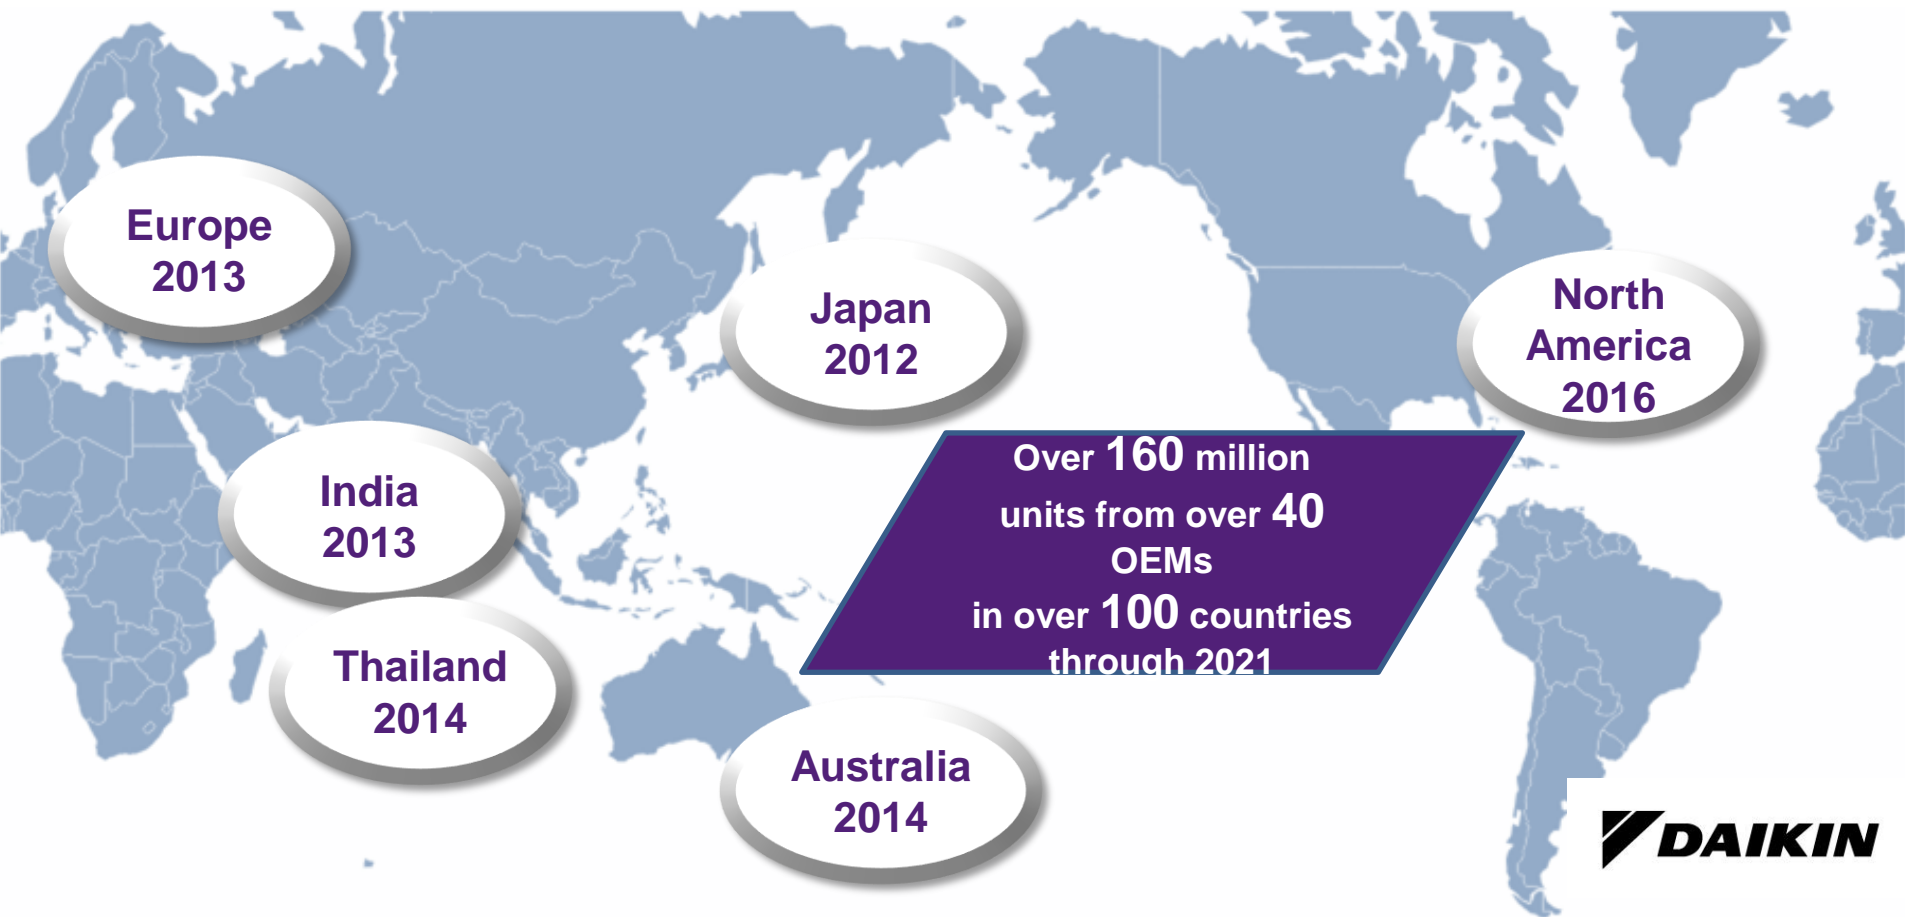 Europe
2013
Japan
2012
North
America
2016
India
2013
Over 160 million
units from over 40
OEMs
in over 100 countries
through 2021
Thailand
2014
Australia
2014
DAIKIN